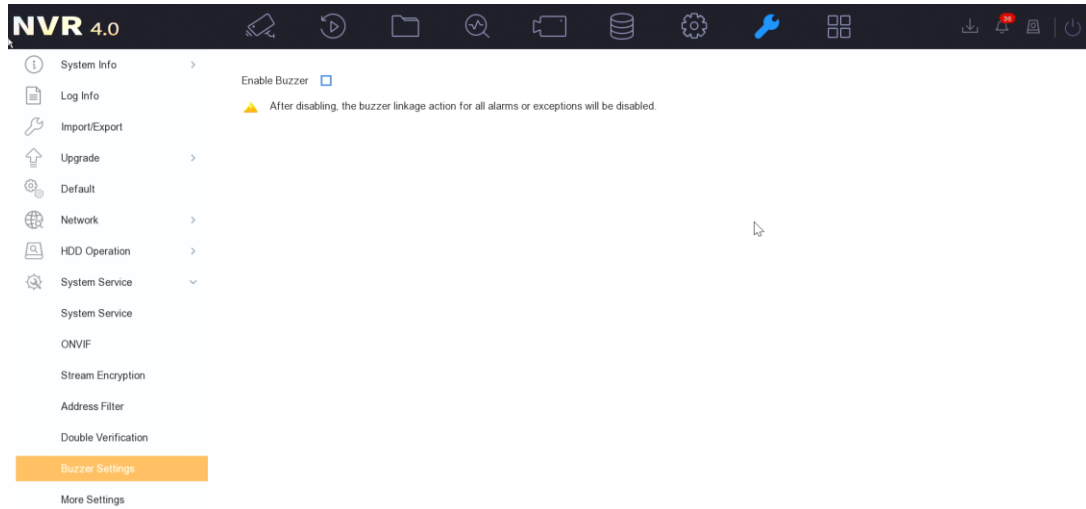 NVR 4.0
36
System Info
Log Info
Import/Export
Upgrade
Default
Network
HDD Operation
System Service
System Service
ONVIF
Stream Encryption
Address Filter
Double Verification
Buzzer Settings
More Settings
Enable Buzzer
After disabling, the buzzer linkage action for all alarms or exceptions will be disabled.